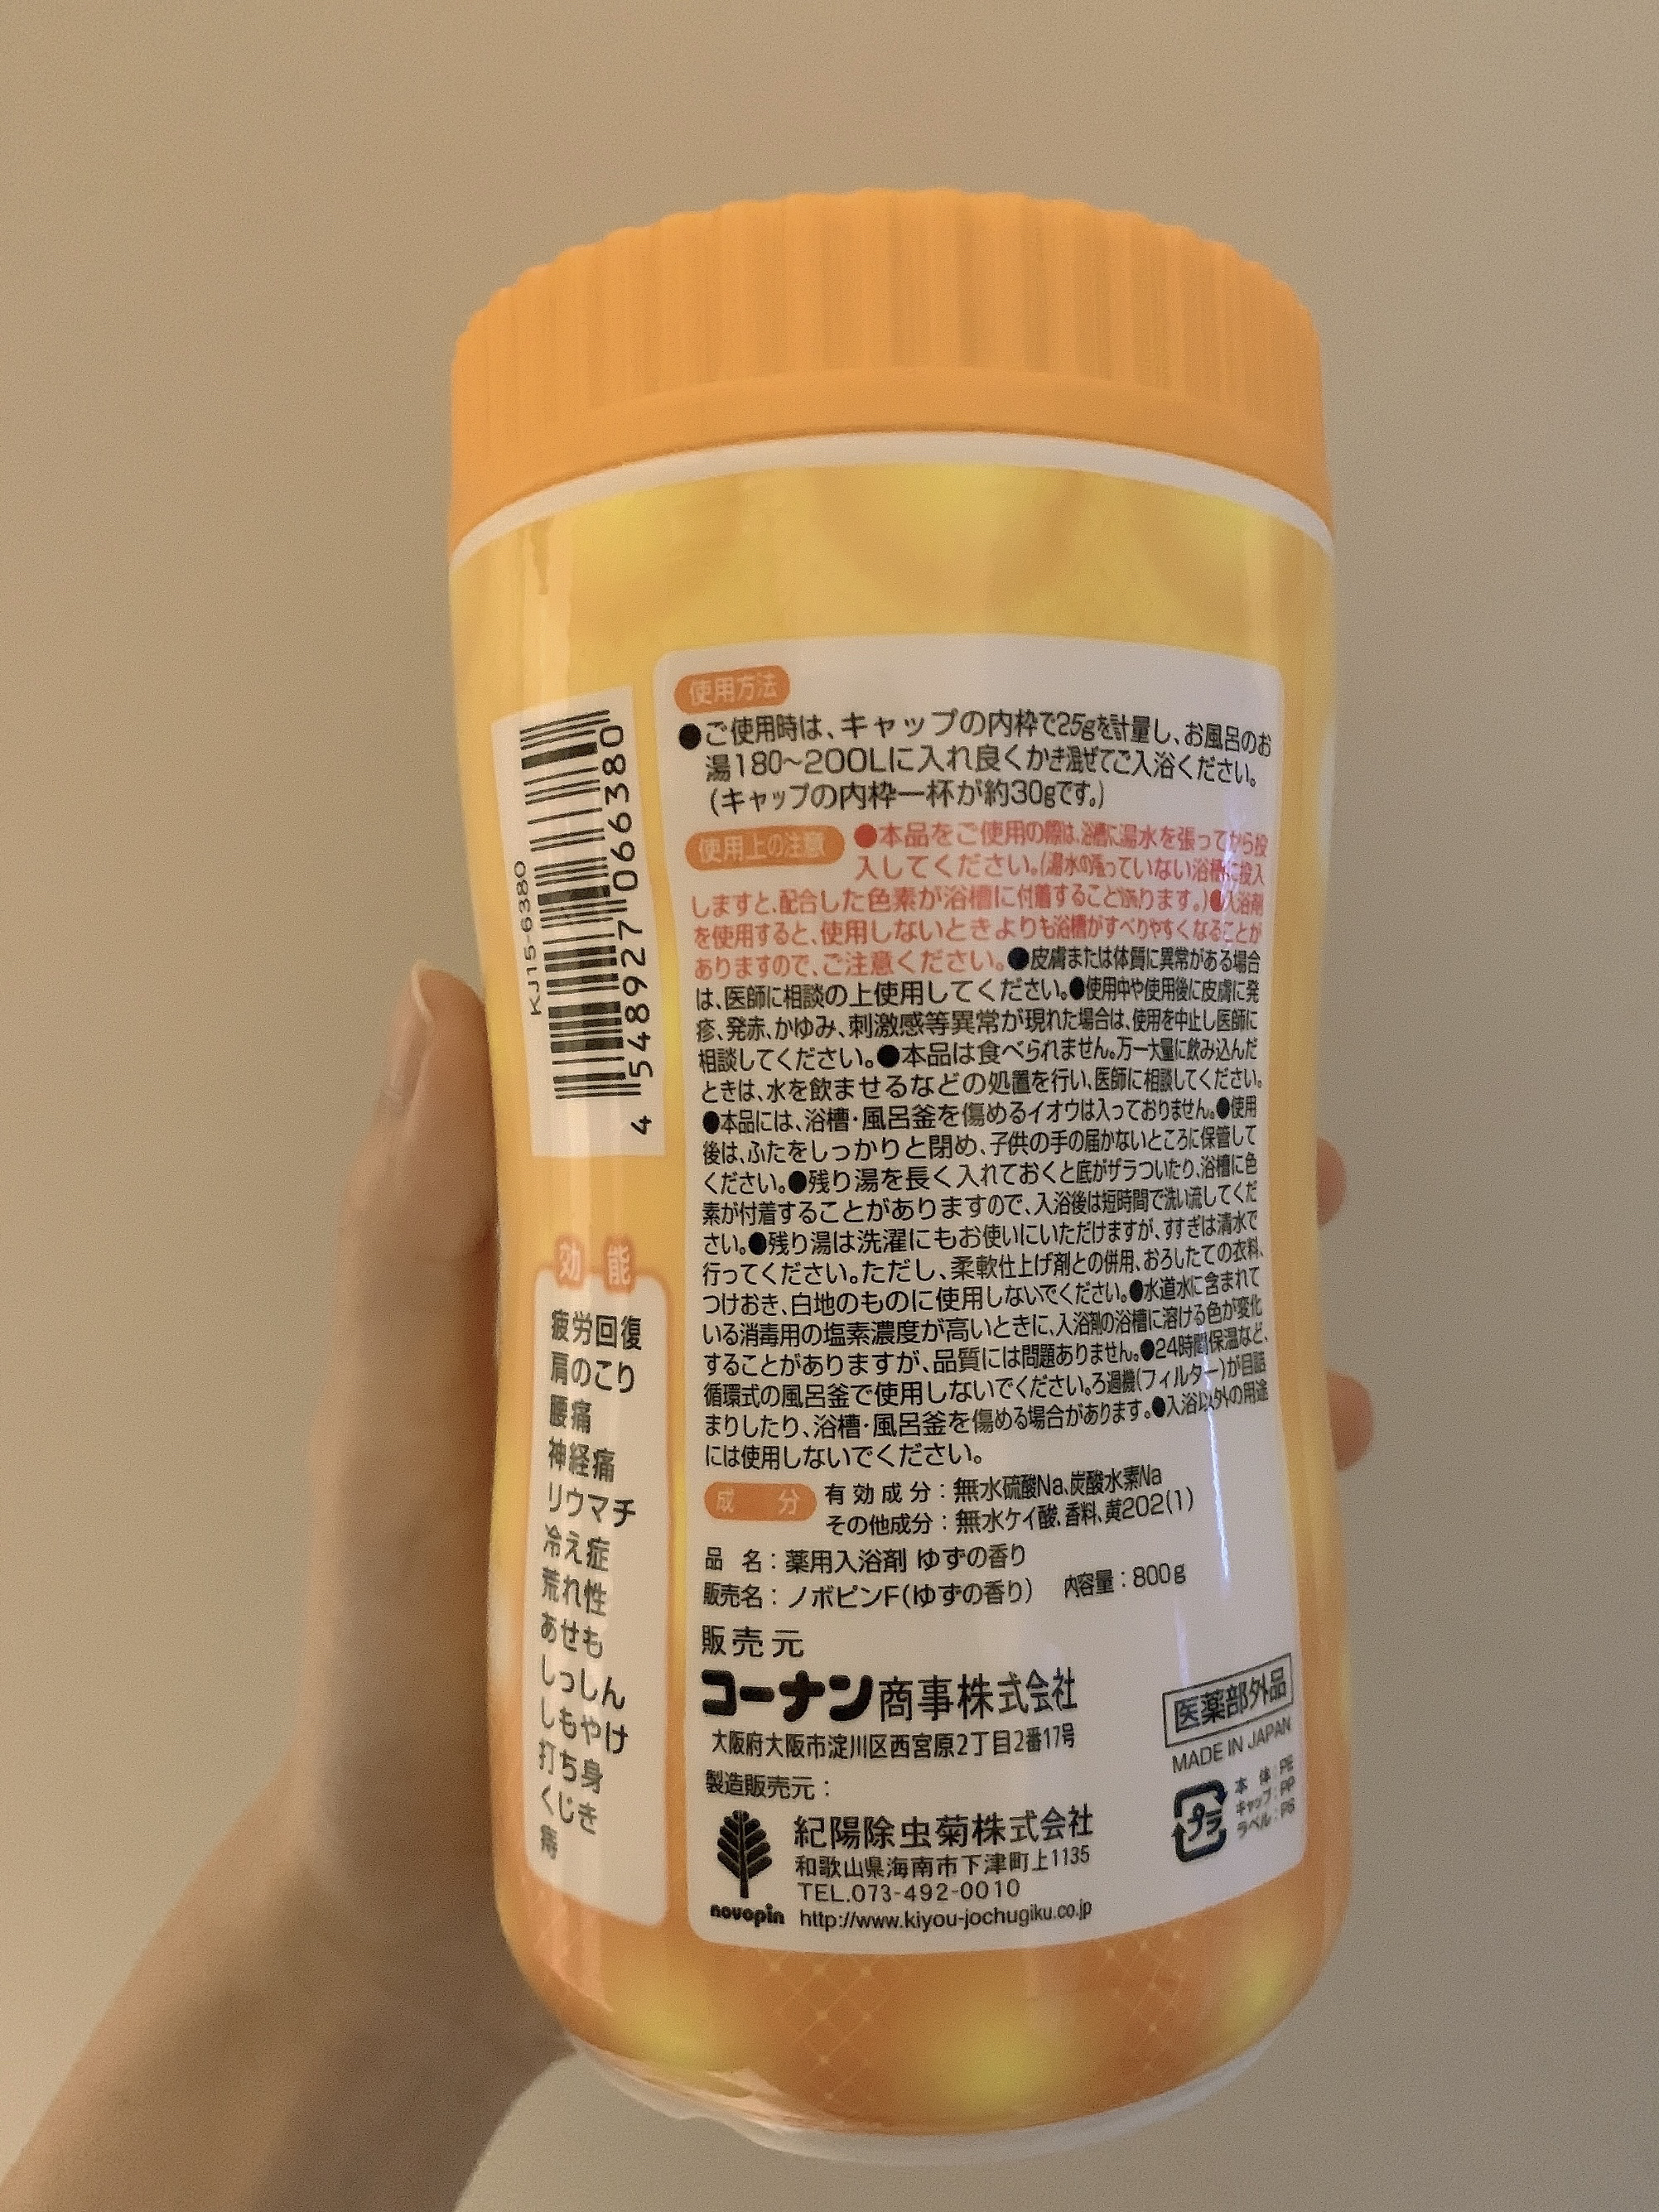 使用方法
●ご使用時は、キャップの内枠で25gを計量し、お風呂のお
湯180〜200Lに入れ良くかき混ぜてご入浴ください。
(キャップの内枠一杯が約30gです。)
使用上の注意 ●本品をご使用の際は、浴槽に湯水を張ってから投
入してください。(湯水の張っていない浴槽に投入
しますと、配合した色素が浴槽に付着することがあります。)●入浴剤
を使用すると、使用しないときよりも浴槽がすべりやすくなることが
ありますので、ご注意ください。●皮膚または体質に異常がある場合
は、医師に相談の上使用してください。●使用中や使用後に皮膚に発
疹、発赤、かゆみ、刺激感等異常が現れた場合は、使用を中止し医師に
相談してください。●本品は食べられません。万一大量に飲み込んだ
ときは、水を飲ませるなどの処置を行い、医師に相談してください。
●本品には、浴槽・風呂釜を傷めるイオウは入っておりません。●使用
後は、ふたをしっかりと閉め、子供の手の届かないところに保管して
ください。●残り湯を長く入れておくと底がザラついたり、浴槽に色
素が付着することがありますので、入浴後は短時間で洗い流してくだ
さい。●残り湯は洗濯にもお使いにいただけますが、すすぎは清水で
行ってください。ただし、柔軟仕上げ剤との併用、おろしたての衣料、
つけおき、白地のものに使用しないでください。●水道水に含まれて
いる消毒用の塩素濃度が高いときに、入浴剤の浴槽に溶ける色が変化
することがありますが、品質には問題ありません。●24時間保温など、
循環式の風呂釜で使用しないでください。ろ過機(フィルター)が目詰
まりしたり、浴槽・風呂釜を傷める場合があります。●入浴以外の用途
には使用しないでください。
成分 有効成分：無水硫酸Na、炭酸水素Na
その他成分：無水ケイ酸、香料、黄202(1)
品名：薬用入浴剤 ゆずの香り
販売名：ノボピンF(ゆずの香り) 内容量：800g
販売元
コーナン商事株式会社
大阪府大阪市淀川区西宮原2丁目2番17号
製造販売元：
紀陽除虫菊株式会社
和歌山県海南市下津町上1135
TEL.073-492-0010
novopin http://www.kiyou-jochugiku.co.jp
医薬部外品
MADE IN JAPAN
プラ
本体：PE
キャップ：PP
ラベル：PS
KJ15-6380
4 548927 066380
効能
疲労回復
肩のこり
腰痛
神経痛
リウマチ
冷え症
荒れ性
あせも
しっしん
しもやけ
打ち身
くじき
痔